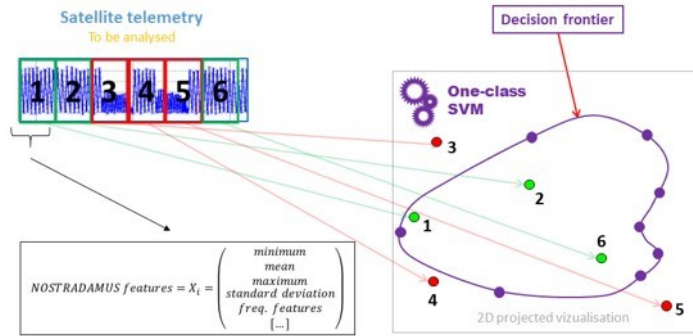 Satellite telemetry
To be analysed
1 2 3 4 5 6
Decision frontier
One-class
SVM
3
2
1
6
4
5
2D projected vizualisation
NOSTRADAMUS features = Xᵢ =
minimum
mean
maximum
standard deviation
freq. features
[...]